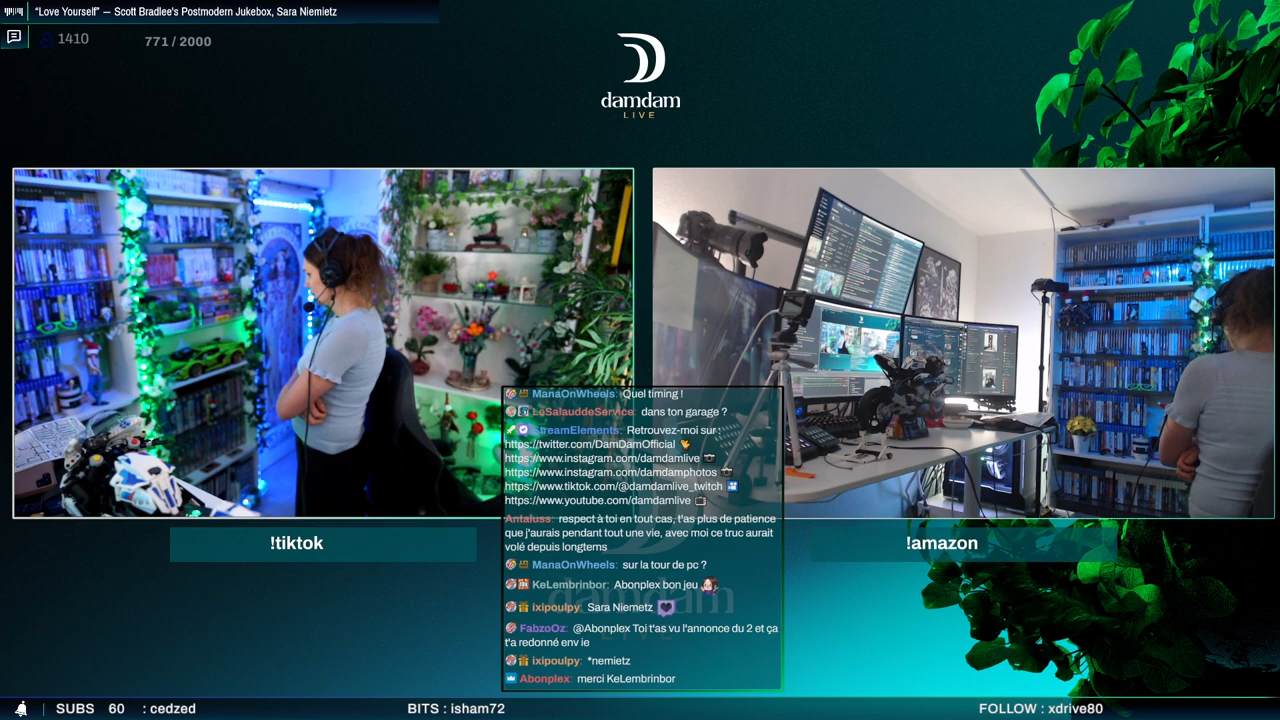 "Love Yourself" — Scott Bradlee's Postmodern Jukebox, Sara Niemietz
1410
771 / 2000
damdam
LIVE
ManaOnWheels: Quel timing !
LeSalauddeService: dans ton garage ?
StreamElements: Retrouvez-moi sur :
https://twitter.com/DamDamOfficial
https://www.instagram.com/damdamlive
https://www.instagram.com/damdamphotos
https://www.tiktok.com/@damdamlive_twitch
https://www.youtube.com/damdamlive
Antaluss: respect à toi en tout cas, t'as plus de patience
que j'aurais pendant tout une vie, avec moi ce truc aurait
volé depuis longtems
ManaOnWheels: sur la tour de pc ?
KeLembrinbor: Abonplex bon jeu
ixipoulpy: Sara Niemetz
FabzoOz: @Abonplex Toi t'as vu l'annonce du 2 et ça
t'a redonné env ie
ixipoulpy: *nemietz
Abonplex: merci KeLembrinbor
damdam
LIVE
!tiktok
!amazon
SUBS 60 : cedzed
BITS : isham72
FOLLOW : xdrive80